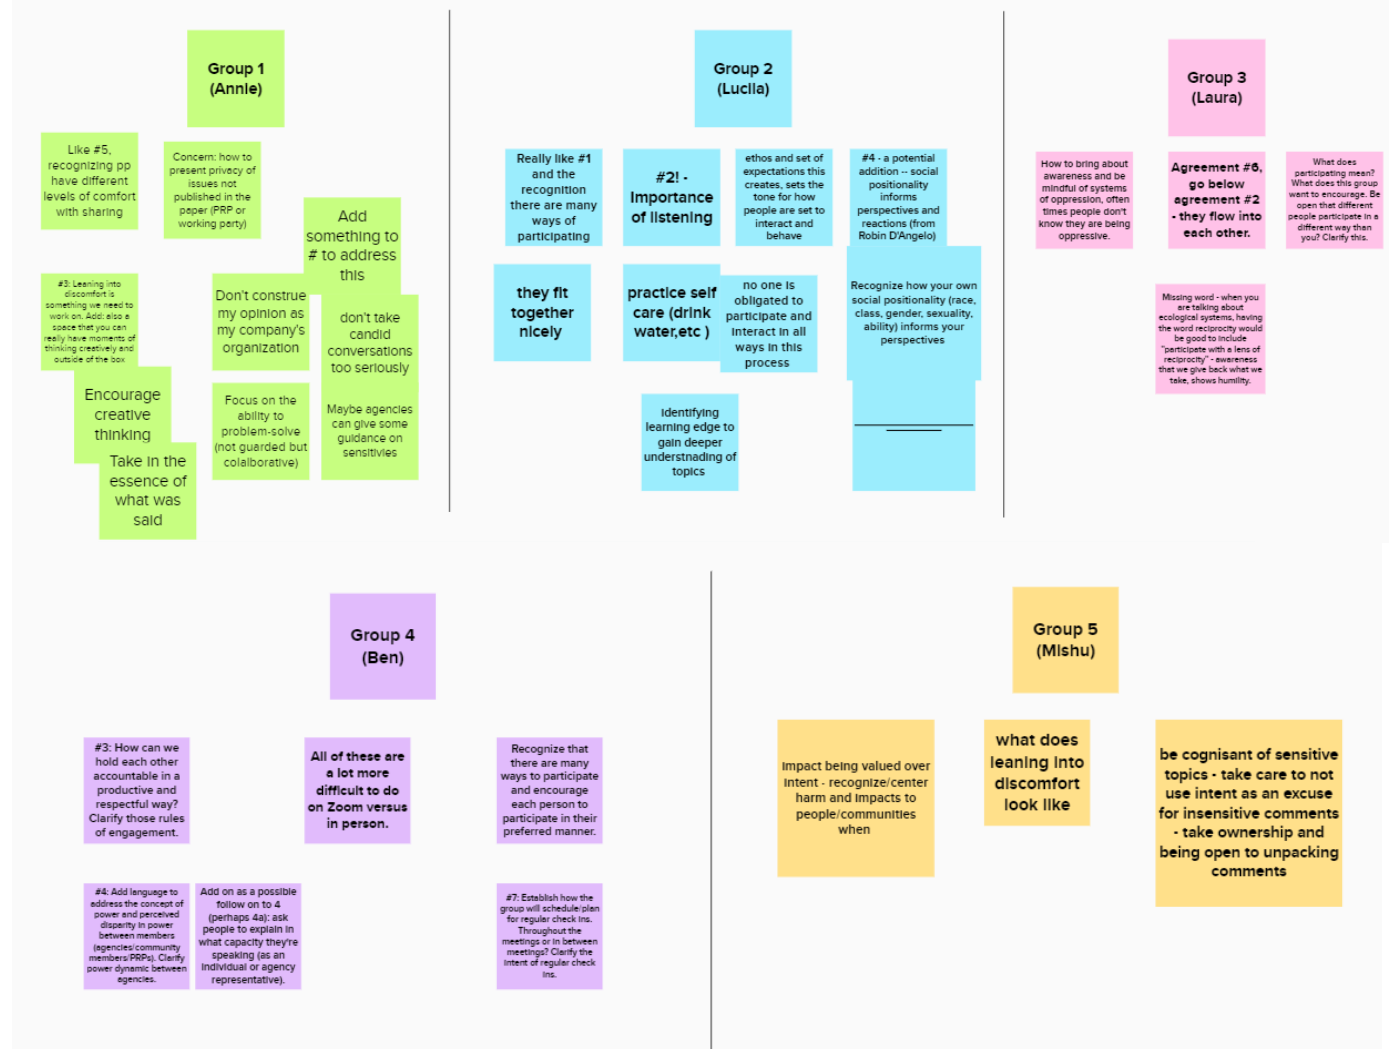 Group 1
(Annie)
Like #5,
recognizing pp
have different
levels of comfort
with sharing
Concern: how to
present privacy of
issues not
published in the
paper (PRP or
working party)
Add
something to
# to address
this
#3: Leaning into
discomfort is
something we need to
work on. Add: also a
space that you can
really have moments of
thinking creatively and
outside of the box
Don't construe
my opinion as
my company's
organization
don't take
candid
conversations
too seriously
Encourage
creative
thinking
Focus on the
ability to
problem-solve
(not guarded but
colalborative)
Maybe agencies
can give some
guidance on
sensitivies
Take in the
essence of
what was
said
Group 2
(Lucila)
Really like #1
and the
recognition
there are many
ways of
participating
#2! -
Importance
of listening
ethos and set of
expectations this
creates, sets the
tone for how
people are set to
interact and
behave
#4 - a potential
addition -- social
positionality
informs
perspectives and
reactions (from
Robin D'Angelo)
they fit
together
nicely
practice self
care (drink
water,etc )
no one is
obligated to
participate and
interact in all
ways in this
process
Recognize how your own
social positionality (race,
class, gender, sexuality,
ability) informs your
perspectives
identifying
learning edge to
gain deeper
understnading of
topics
Group 3
(Laura)
How to bring about
awareness and be
mindful of systems
of oppression, often
times people don't
know they are being
oppressive.
Agreement #6,
go below
agreement #2
- they flow into
each other.
What does
participating mean?
What does this group
want to encourage. Be
open that different
people participate in a
different way than
you? Clarify this.
Missing word - when you
are talking about
ecological systems, having
the word reciprocity would
be good to include
"participate with a lens of
reciprocity" - awareness
that we give back what we
take, shows humility.
Group 4
(Ben)
#3: How can we
hold each other
accountable in a
productive and
respectful way?
Clarify those rules
of engagement.
All of these are
a lot more
difficult to do
on Zoom versus
in person.
Recognize that
there are many
ways to participate
and encourage
each person to
participate in their
preferred manner.
#4: Add language to
address the concept of
power and perceived
disparity in power
between members
(agencies/community
members/PRPs). Clarify
power dynamic between
agencies.
Add on as a possible
follow on to 4
(perhaps 4a): ask
people to explain in
what capacity they're
speaking (as an
individual or agency
representative).
#7: Establish how the
group will schedule/plan
for regular check ins.
Throughout the
meetings or in between
meetings? Clarify the
intent of regular check
ins.
Group 5
(Mishu)
impact being valued over
intent - recognize/center
harm and impacts to
people/communities
when
what does
leaning into
discomfort
look like
be cognisant of sensitive
topics - take care to not
use intent as an excuse
for insensitive comments
- take ownership and
being open to unpacking
comments